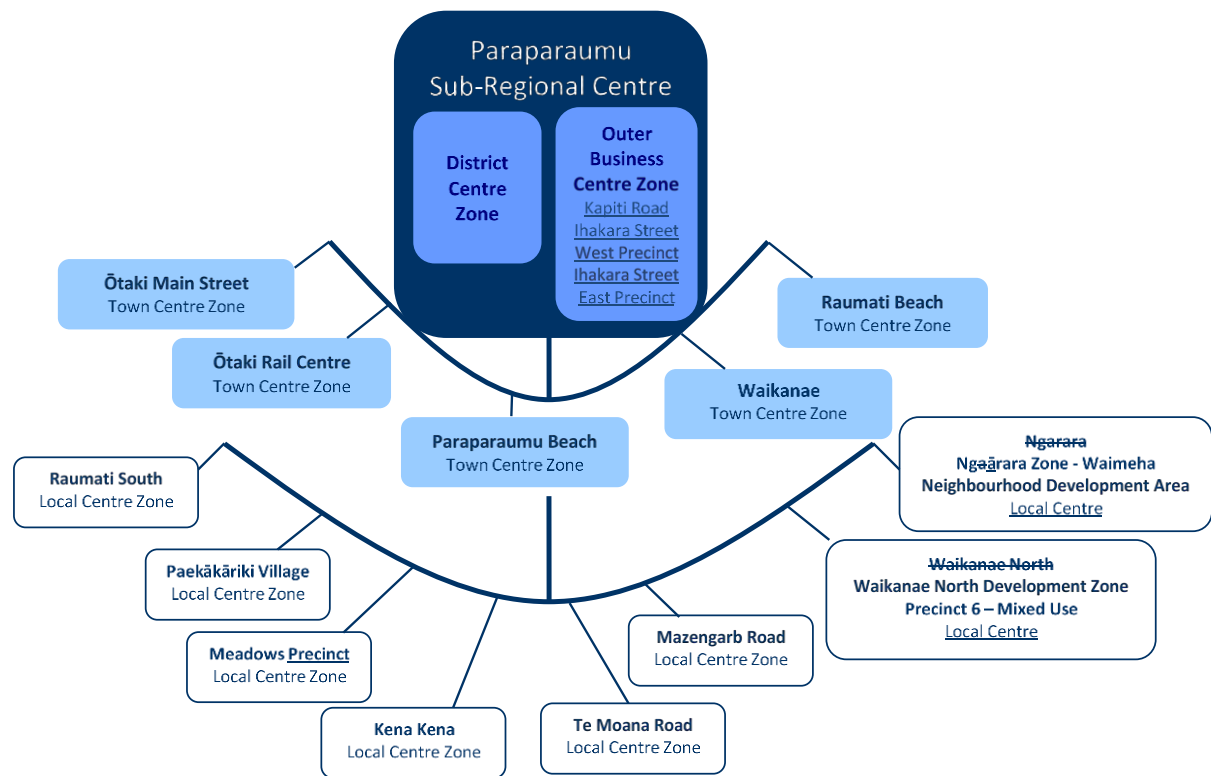 Paraparaumu
Sub-Regional Centre
District
Centre
Zone
Outer
Business
Centre Zone
Kapiti Road
Ihakara Street
West Precinct
Ihakara Street
East Precinct
Ōtaki Main Street
Town Centre Zone
Ōtaki Rail Centre
Town Centre Zone
Paraparaumu Beach
Town Centre Zone
Waikanae
Town Centre Zone
Raumati Beach
Town Centre Zone
Raumati South
Local Centre Zone
Paekākāriki Village
Local Centre Zone
Meadows Precinct
Local Centre Zone
Kena Kena
Local Centre Zone
Te Moana Road
Local Centre Zone
Mazengarb Road
Local Centre Zone
Waikanae North
Waikanae North Development Zone
Precinct 6 – Mixed Use
Local Centre
Ngarara
Ngaārara Zone - Waimeha
Neighbourhood Development Area
Local Centre